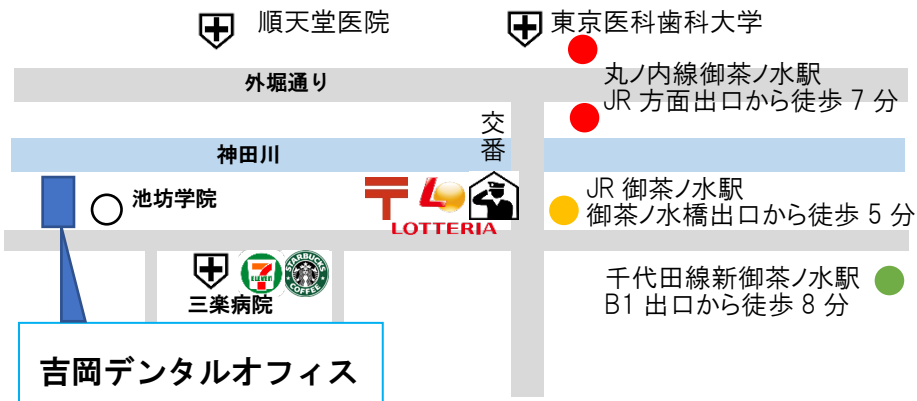 順天堂医院
東京医科歯科大学
外堀通り
丸ノ内線御茶ノ水駅
JR 方面出口から徒歩 7 分
交番
神田川
池坊学院
LOTTERIA
JR 御茶ノ水駅
御茶ノ水橋出口から徒歩 5 分
7
ELEVEN
STARBUCKS
COFFEE
三楽病院
千代田線新御茶ノ水駅
B1 出口から徒歩 8 分
吉岡デンタルオフィス